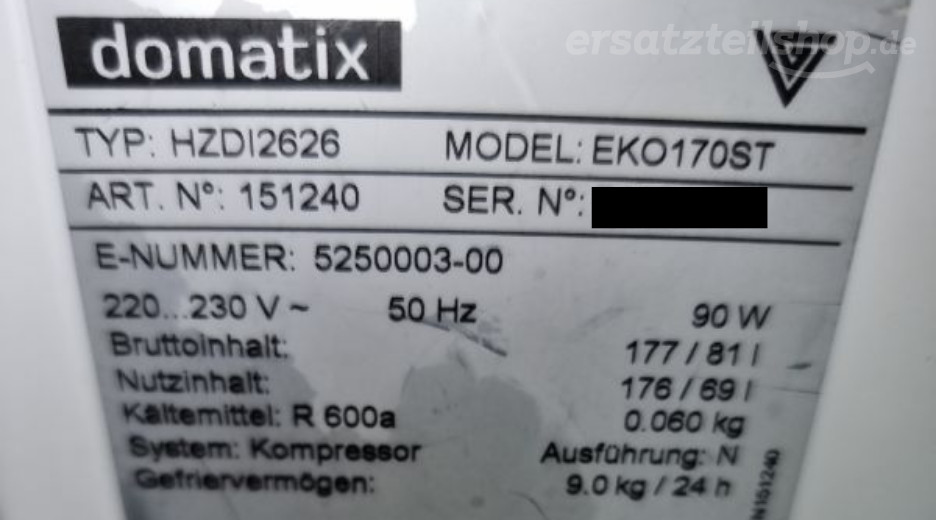 ersatzteilshop.de
domatix
TYP: HZDI2626 MODEL: EKO170ST
ART. N°: 151240 SER. N°:
E-NUMMER: 5250003-00
220...230 V ~ 50 Hz 90 W
Bruttoinhalt: 177 / 81 l
Nutzinhalt: 176 / 69 l
Kältemittel: R 600a 0.060 kg
System: Kompressor Ausführung: N
Gefriervermögen: 9.0 kg / 24 h
N151240